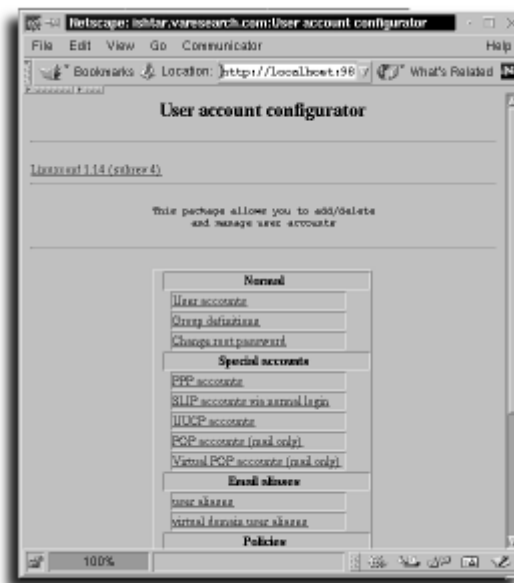 Netscape: ishtar.varesearch.com:User account configurator
File Edit View Go Communicator Help
Bookmarks Location: http://localhost:98 What's Related N
User account configurator
Linuxconf 1.14 (subrev 4)
This package allows you to add/delete
and manage user accounts
Normal
User accounts
Group definitions
Change root password
Special accounts
PPP accounts
SLIP accounts via normal login
UUCP accounts
POP accounts (mail only)
Virtual POP accounts (mail only)
Email aliases
user aliases
virtual domain user aliases
Policies
100%